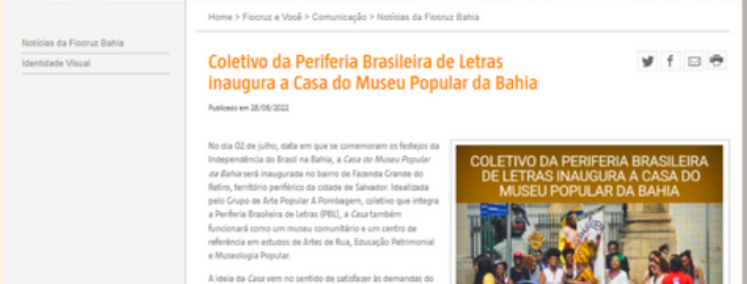 Home > Fiocruz e Você > Comunicação > Notícias da Fiocruz Bahia
Notícias da Fiocruz Bahia
Identidade Visual
Coletivo da Periferia Brasileira de Letras
inaugura a Casa do Museu Popular da Bahia
Publicado em 28/06/2022
No dia 02 de julho, data em que se comemoram os festejos da
Independência do Brasil na Bahia, a Casa do Museu Popular
da Bahia será inaugurada no bairro de Fazenda Grande do
Retiro, território periférico da cidade de Salvador. Idealizada
pelo Grupo de Arte Popular A Pombagem, coletivo que integra
a Periferia Brasileira de Letras (PBL), a Casa também
funcionará como um museu comunitário e um centro de
referência em estudos de Artes de Rua, Educação Patrimonial
e Museologia Popular.
A ideia da Casa vem no sentido de satisfazer às demandas do
COLETIVO DA PERIFERIA BRASILEIRA
DE LETRAS INAUGURA A CASA DO
MUSEU POPULAR DA BAHIA